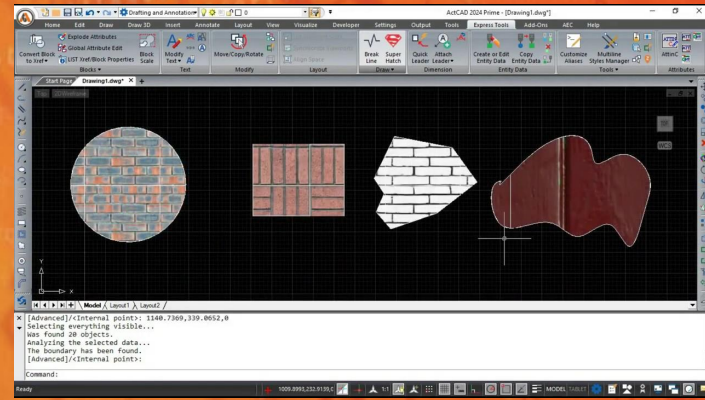 Drafting and Annotation
0
ActCAD 2024 Prime - [Drawing1.dwg*]
Home Edit Draw Draw 3D Insert Annotate Layout View Visualize Developer Settings Output Tools Express Tools Add-Ons AEC Help
Convert Block to Xref
Explode Attributes
Global Attribute Edit
LIST Xref/Block Properties
Block Scale
Modify Text
Move/Copy/Rotate
Break Line
Super Hatch
Quick Leader
Attach Leader
Create or Edit Entity Data
Copy Entity Data
Customize Aliases
Multiline Styles Manager
Blocks Text Modify Layout Draw Dimension Entity Data Tools Attributes
Start Page Drawing1.dwg*
WCS
Y
X
Model Layout1 Layout2
[Advanced]/<Internal point>: 1140.7369,339.0652,0
Selecting everything visible...
Was found 20 objects.
Analyzing the selected data...
The boundary has been found.
[Advanced]/<Internal point>:
Command:
Ready
1009.8993,232.9139,0
1:1
MODEL TABLET